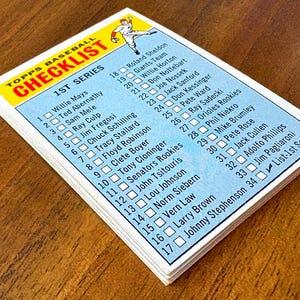 TOPPS BASEBALL
CHECKLIST
1ST SERIES
1 Willie Mays
2 Ted Abernathy
3 Sam Mele
4 Ray Culp
5 Jim Fregosi
6 Chuck Schilling
7 Tracy Stallard
8 Floyd Robinson
9 Clete Boyer
10 Tony Cloninger
11 Senators Rookies
12 John Tsitouris
13 Lou Johnson
14 Norm Siebern
15 Vern Law
16 Larry Brown
17 Johnny Stephenson
18 Roland Sheldon
19 Giants Team
20 Willie Horton
21 Don Nottebart
22 Joe Nossek
23 Jack Sanford
24 Don Kessinger
25 Pete Ward
26 Ray Sadecki
27 Orioles Rookies
28 Phil Niekro
29 Mike Brumley
30 Pete Rose
31 Jack Cullen
32 Adolfo Phillips
33 Jim Pagliaroni
34